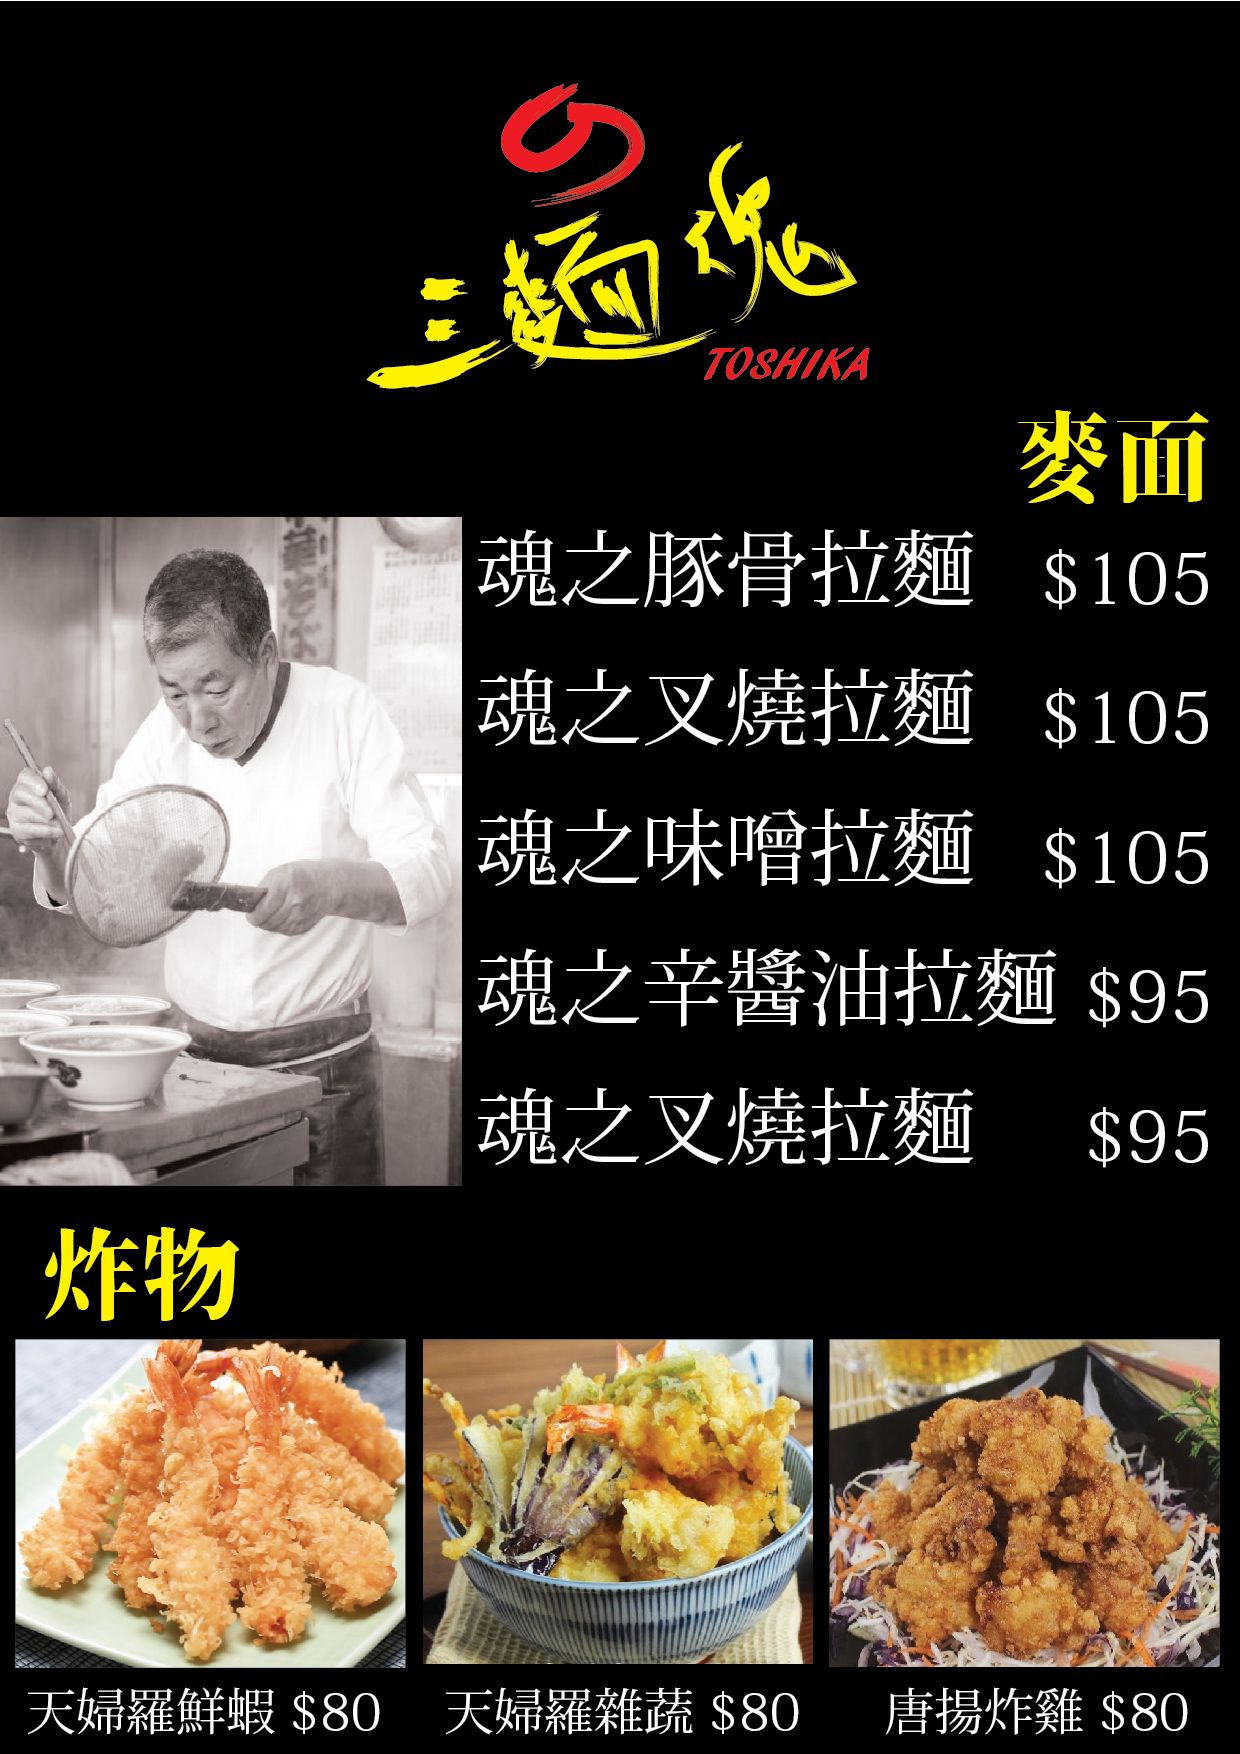 の
三麵魂
TOSHIKA
麥面
魂之豚骨拉麵 $105
魂之叉燒拉麵 $105
魂之味噌拉麵 $105
魂之辛醬油拉麵 $95
魂之叉燒拉麵 $95
炸物
天婦羅鮮蝦 $80
天婦羅雜蔬 $80
唐揚炸雞 $80